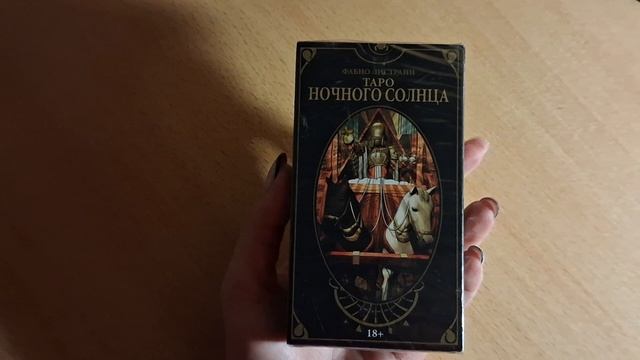 ФАБИО ЛИСТРАНИ
ТАРО
НОЧНОГО СОЛНЦА
18+